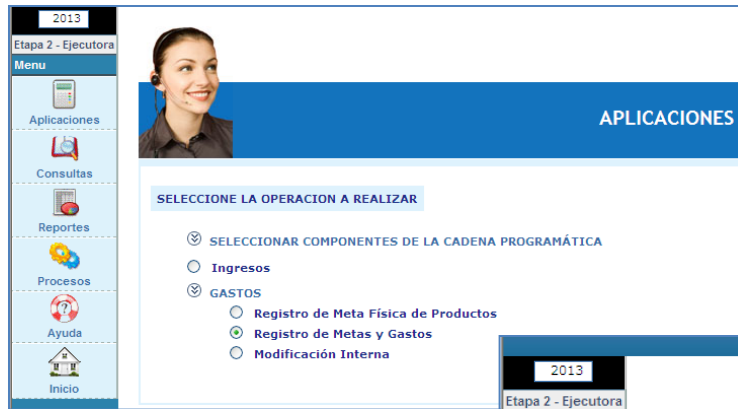 2013
Etapa 2 - Ejecutora
Menu
Aplicaciones
Consultas
Reportes
Procesos
Ayuda
Inicio
APLICACIONES
SELECCIONE LA OPERACION A REALIZAR
SELECCIONAR COMPONENTES DE LA CADENA PROGRAMÁTICA
Ingresos
GASTOS
Registro de Meta Física de Productos
Registro de Metas y Gastos
Modificación Interna
2013
Etapa 2 - Ejecutora